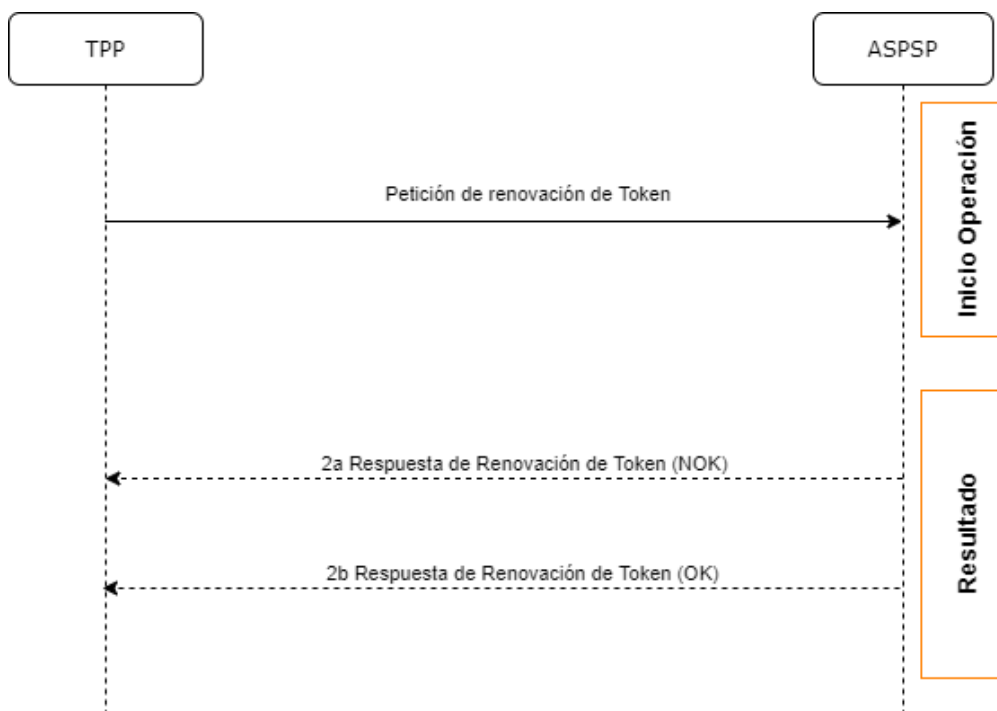 TPP
ASPSP
Inicio Operación
Petición de renovación de Token
2a Respuesta de Renovación de Token (NOK)
Resultado
2b Respuesta de Renovación de Token (OK)